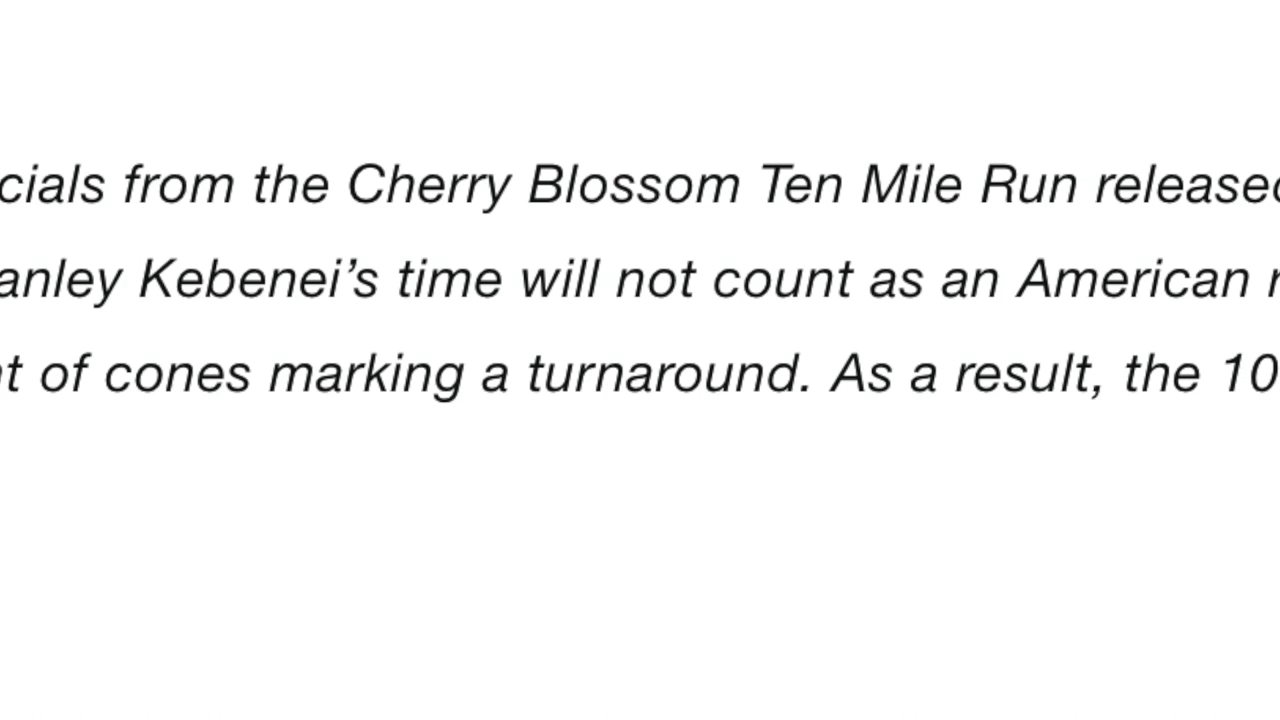 cials from the Cherry Blossom Ten Mile Run released
anley Kebenei’s time will not count as an American r
nt of cones marking a turnaround. As a result, the 10